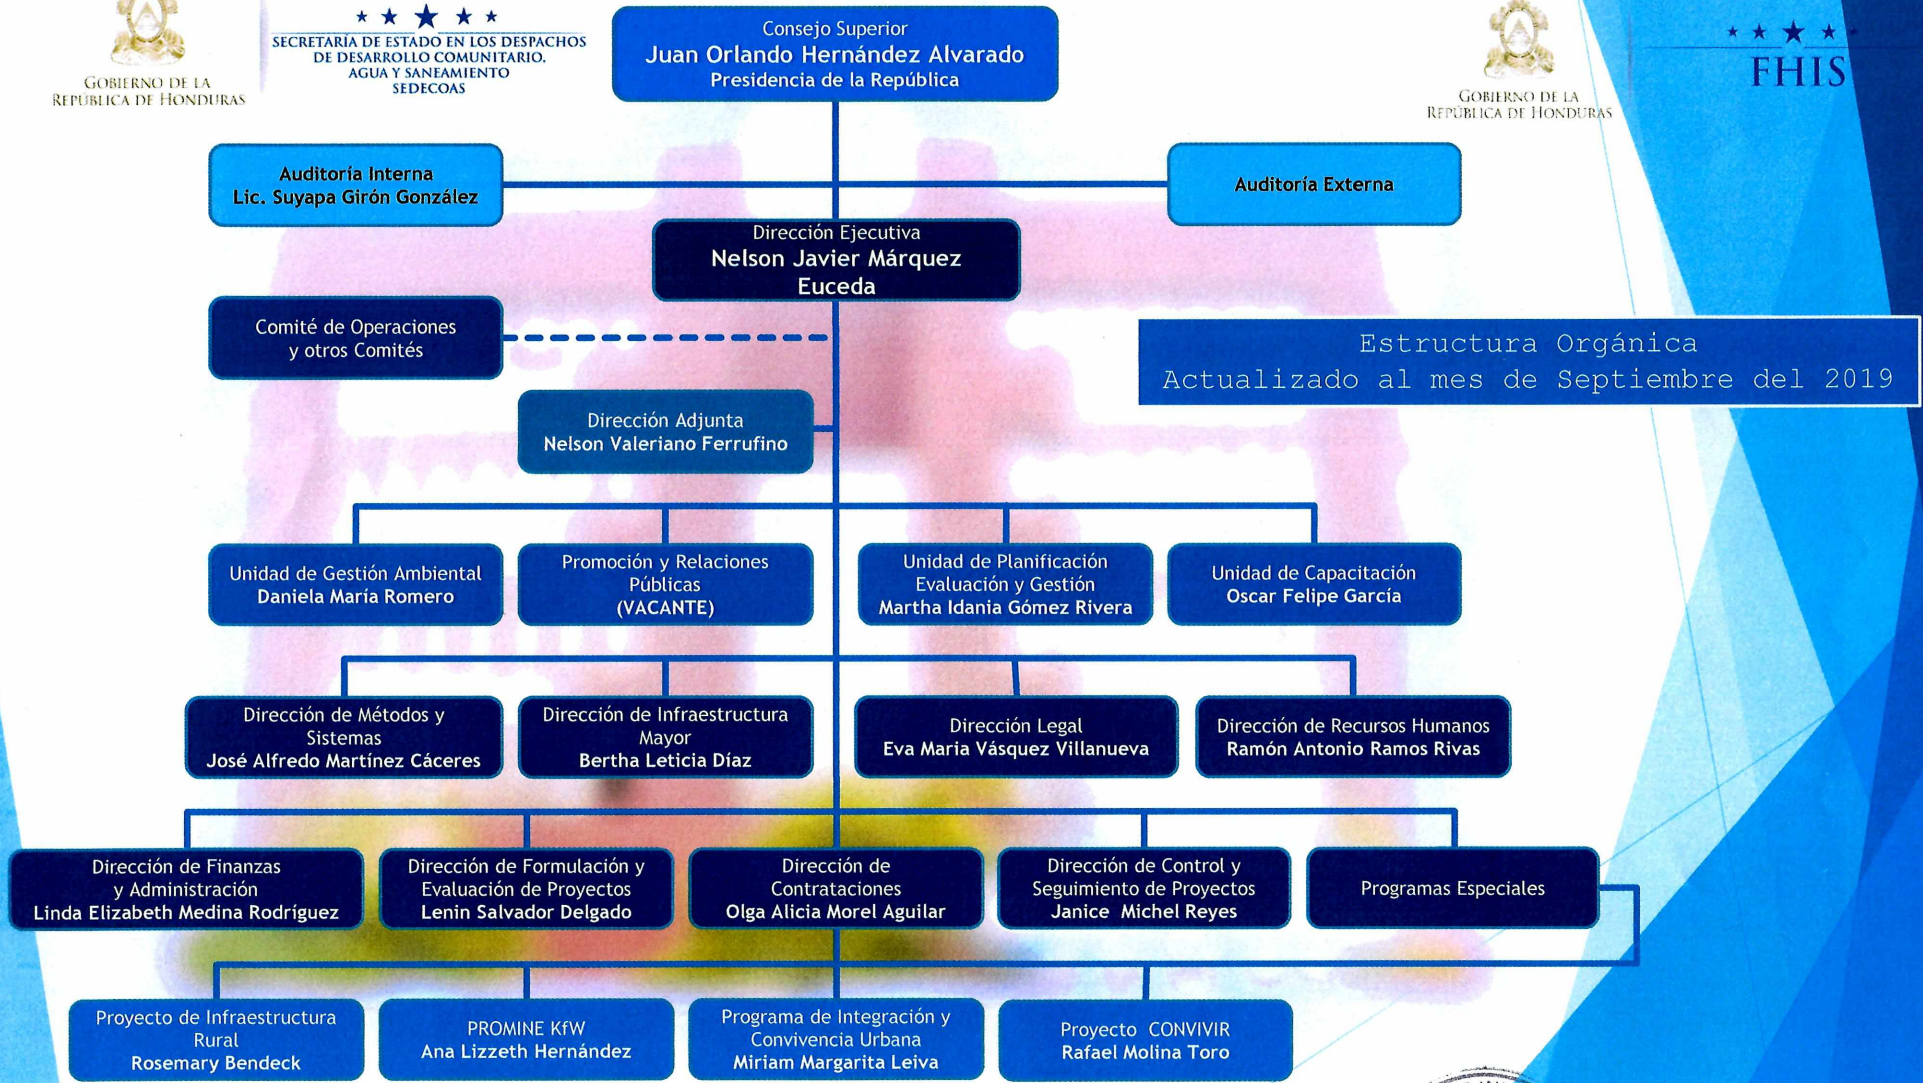 GOBIERNO DE LA
REPÚBLICA DE HONDURAS
SECRETARÍA DE ESTADO EN LOS DESPACHOS
DE DESARROLLO COMUNITARIO,
AGUA Y SANEAMIENTO
SEDECOAS
Consejo Superior
Juan Orlando Hernández Alvarado
Presidencia de la República
GOBIERNO DE LA
REPÚBLICA DE HONDURAS
FHIS
Auditoría Interna
Lic. Suyapa Girón González
Auditoría Externa
Dirección Ejecutiva
Nelson Javier Márquez
Euceda
Comité de Operaciones
y otros Comités
Estructura Orgánica
Actualizado al mes de Septiembre del 2019
Dirección Adjunta
Nelson Valeriano Ferrufino
Unidad de Gestión Ambiental
Daniela María Romero
Promoción y Relaciones
Públicas
(VACANTE)
Unidad de Planificación
Evaluación y Gestión
Martha Idania Gómez Rivera
Unidad de Capacitación
Oscar Felipe García
Dirección de Métodos y
Sistemas
José Alfredo Martínez Cáceres
Dirección de Infraestructura
Mayor
Bertha Leticia Díaz
Dirección Legal
Eva Maria Vásquez Villanueva
Dirección de Recursos Humanos
Ramón Antonio Ramos Rivas
Dirección de Finanzas
y Administración
Linda Elizabeth Medina Rodríguez
Dirección de Formulación y
Evaluación de Proyectos
Lenin Salvador Delgado
Dirección de
Contrataciones
Olga Alicia Morel Aguilar
Dirección de Control y
Seguimiento de Proyectos
Janice Michel Reyes
Programas Especiales
Proyecto de Infraestructura
Rural
Rosemary Bendeck
PROMINE KfW
Ana Lizzeth Hernández
Programa de Integración y
Convivencia Urbana
Miriam Margarita Leiva
Proyecto CONVIVIR
Rafael Molina Toro